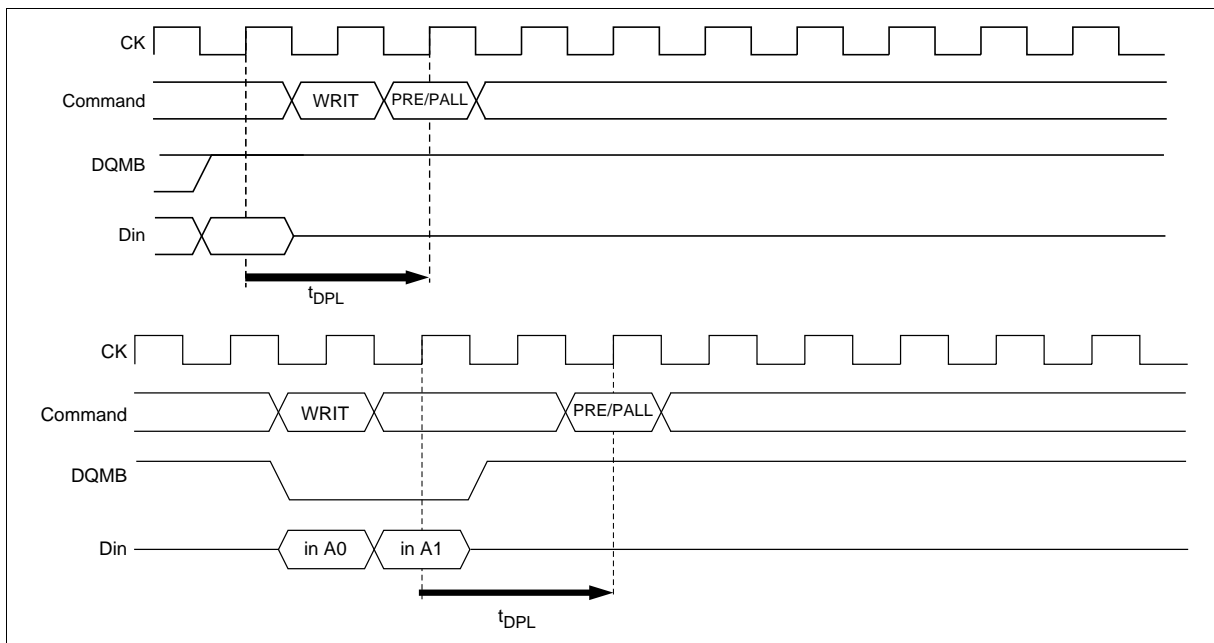 CK
Command WRIT PRE/PALL
DQMB
Din
tDPL
CK
Command WRIT PRE/PALL
DQMB
Din in A0 in A1
tDPL